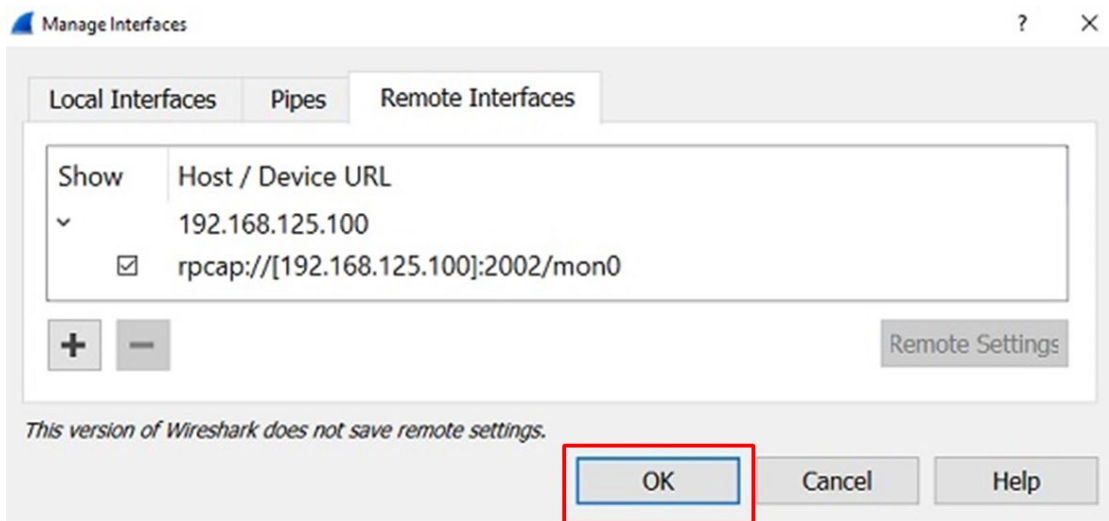 Manage Interfaces ? ×
Local Interfaces Pipes Remote Interfaces
Show Host / Device URL
192.168.125.100
rpcap://[192.168.125.100]:2002/mon0
+ − Remote Settings
This version of Wireshark does not save remote settings.
OK Cancel Help